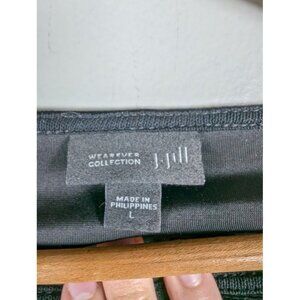 WEAREVER
COLLECTION
J.Jill
MADE IN
PHILIPPINES
L